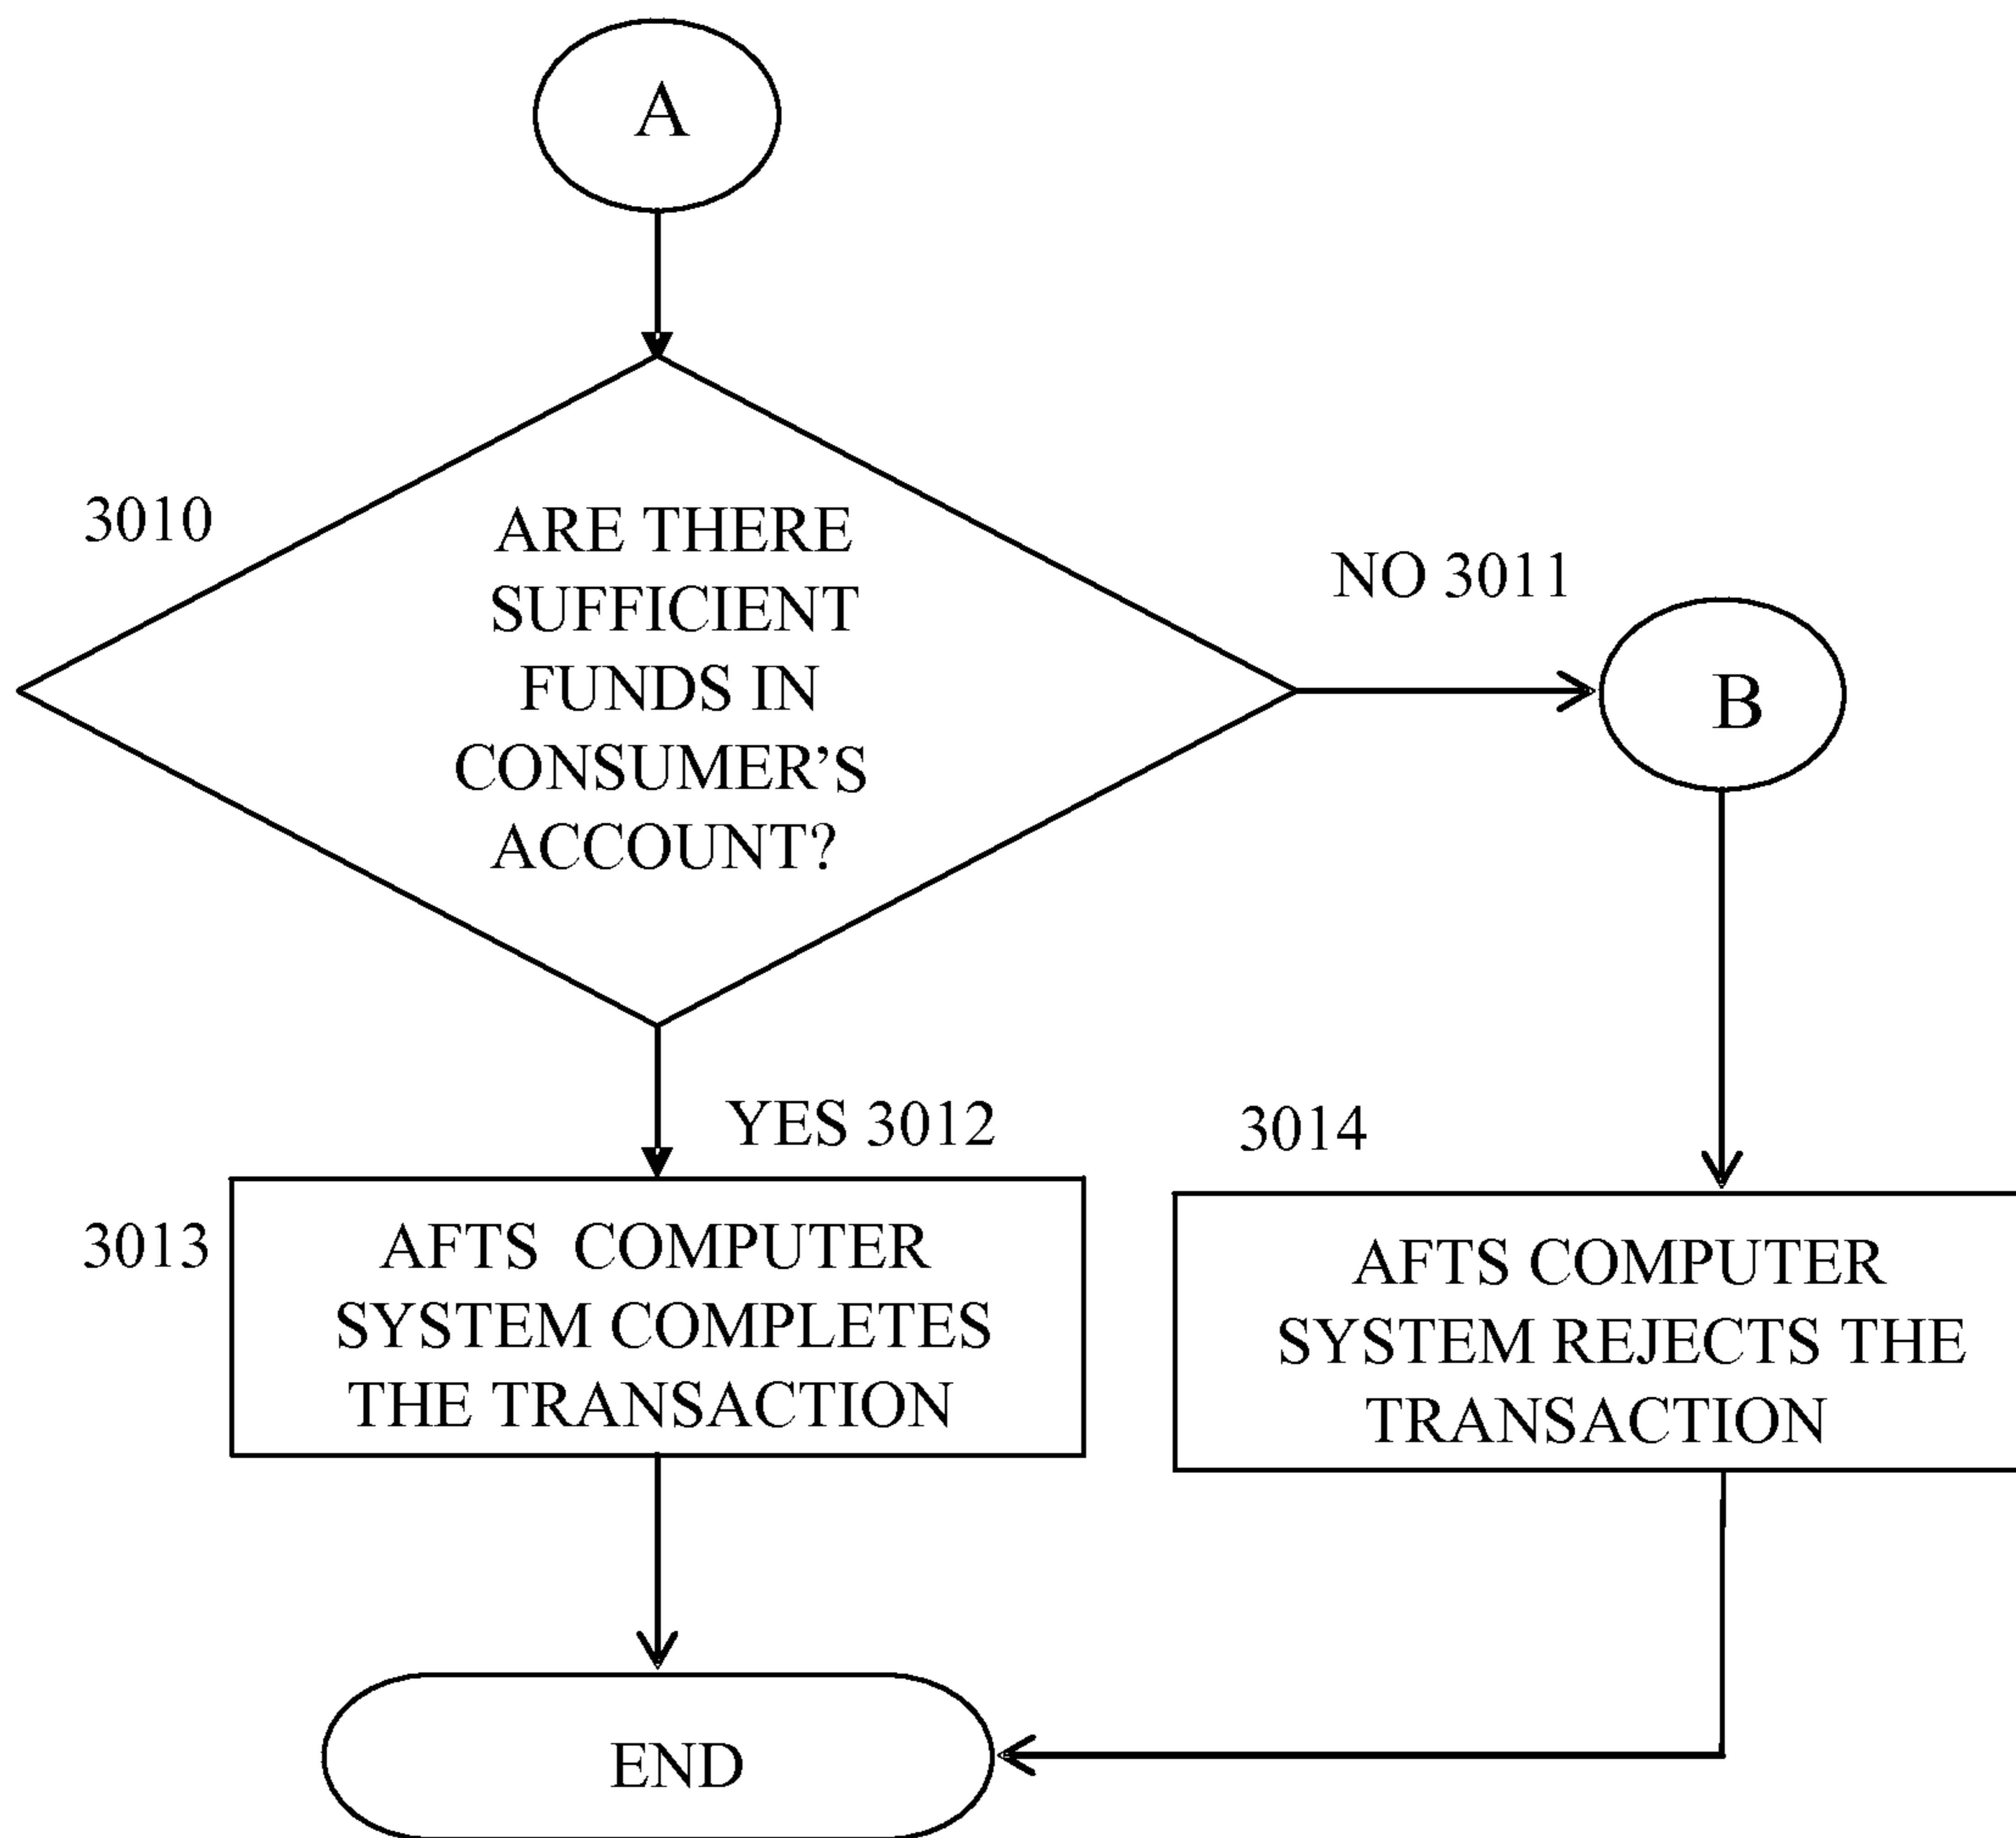 A
3010
ARE THERE
SUFFICIENT
FUNDS IN
CONSUMER’S
ACCOUNT?
NO 3011
B
YES 3012
3013
AFTS COMPUTER
SYSTEM COMPLETES
THE TRANSACTION
3014
AFTS COMPUTER
SYSTEM REJECTS THE
TRANSACTION
END